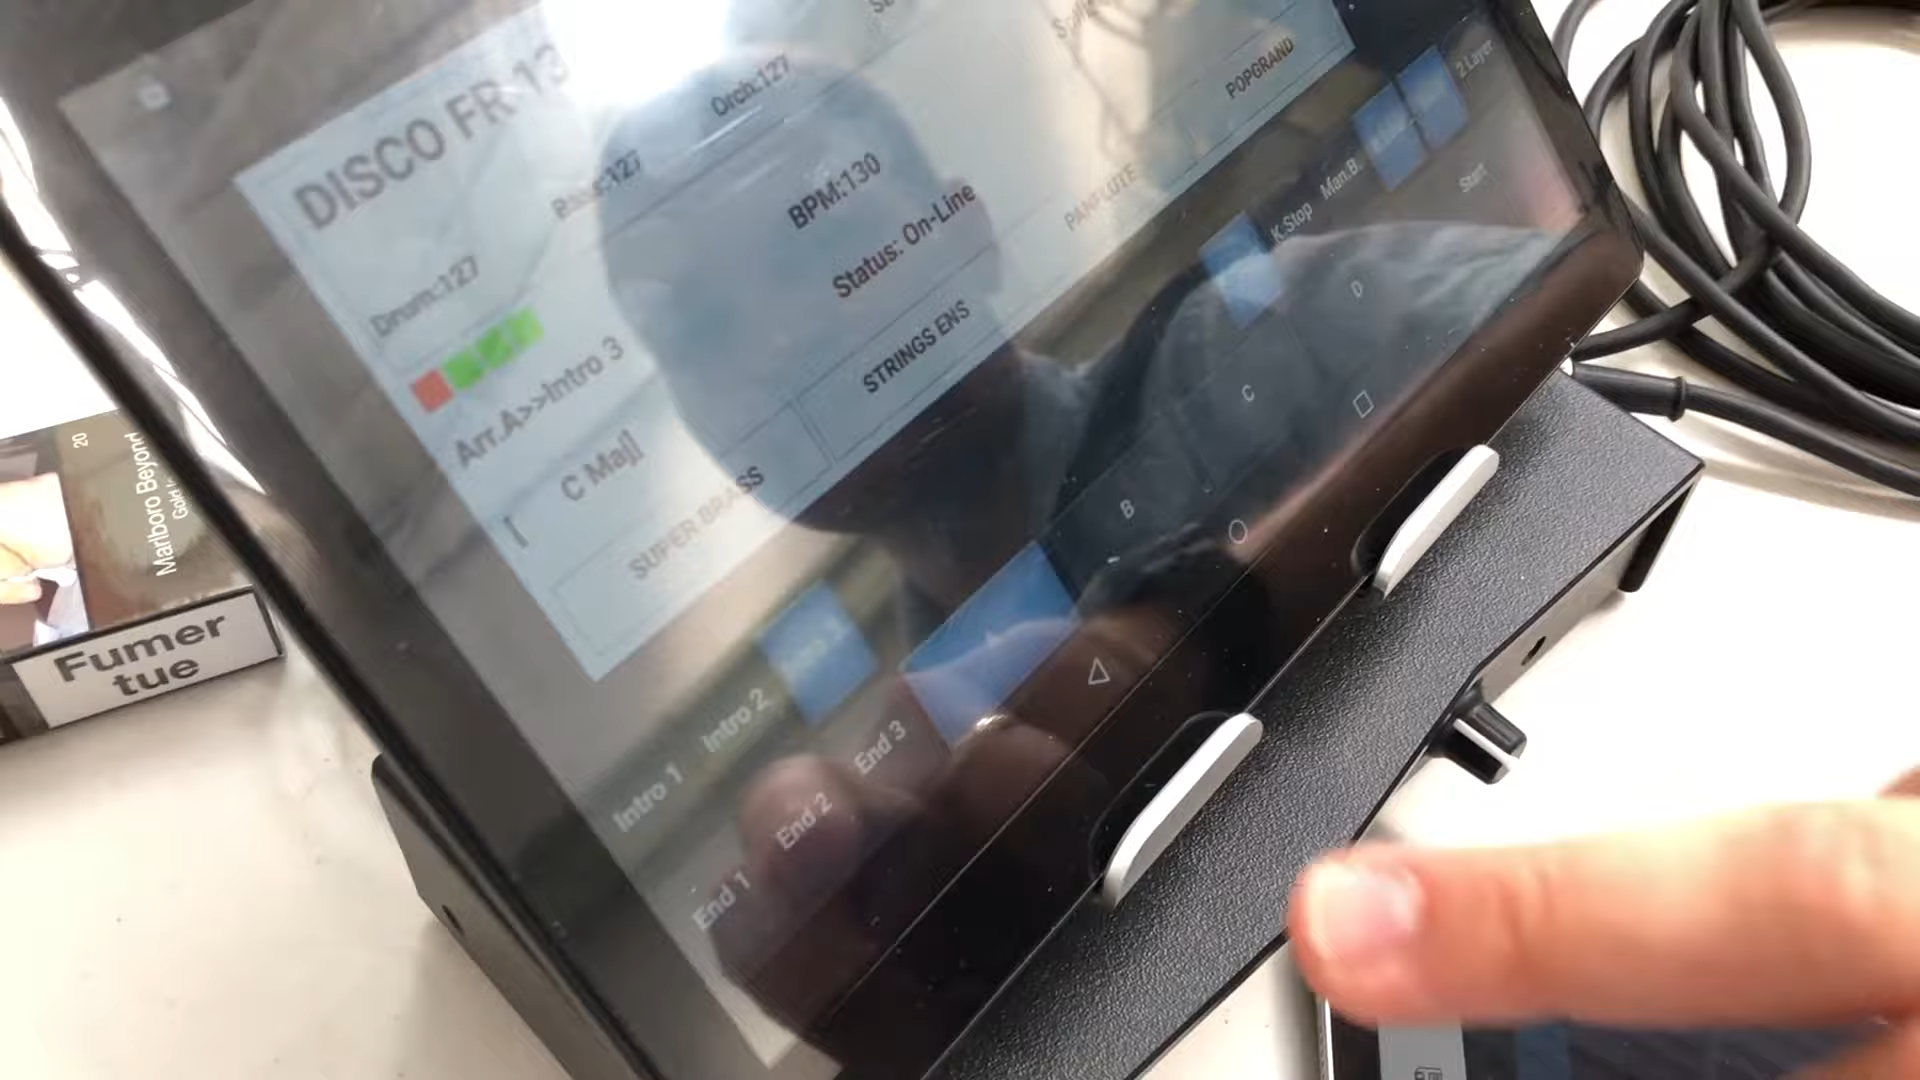 DISCO FR 13
Drum:127
Bass:127
Orch:127
BPM:130
Arr.A>>Intro 3
Status: On-Line
[ C Maj]
SUPER BRASS
STRINGS ENS
PANFLUTE
POPGRAND
Intro 1
Intro 2
K.Stop
Man.B.
2.Layer
End 1
End 2
End 3
B
C
D
Start
20
Marlboro Beyond
Gold
Fumer
tue